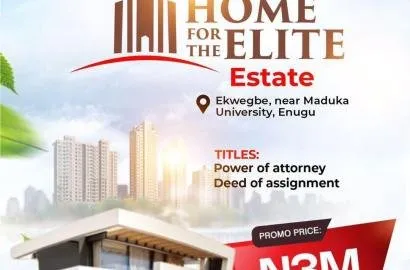 HOME
FOR
THE ELITE
Estate
Ekwegbe, near Maduka
University, Enugu
TITLES:
Power of attorney
Deed of assignment
PROMO PRICE:
N3M